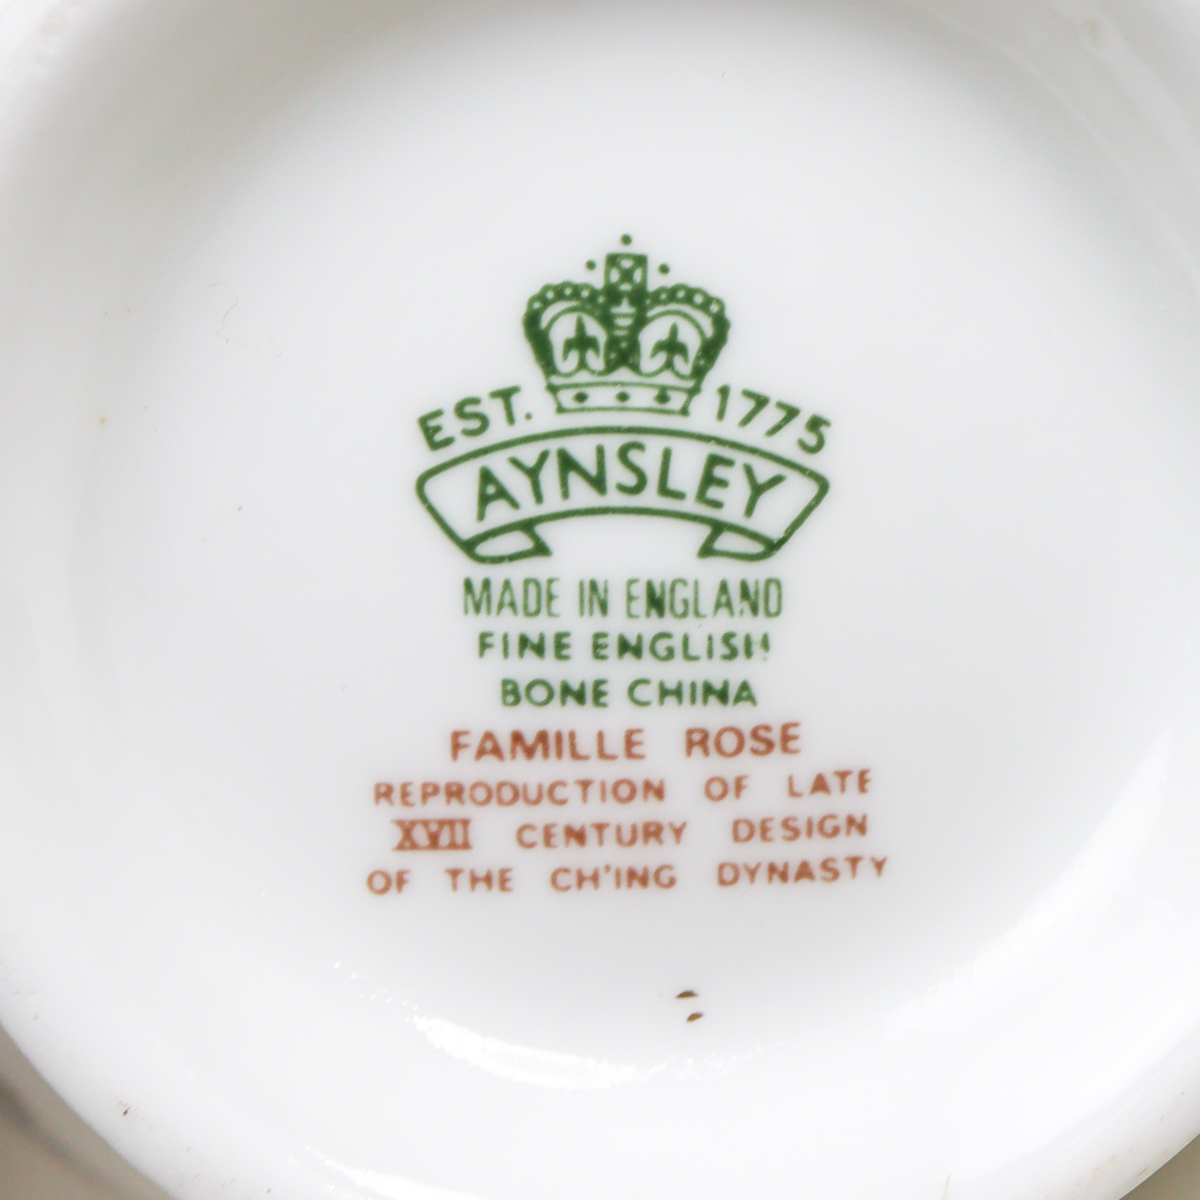 EST. 1775
AYNSLEY
MADE IN ENGLAND
FINE ENGLISH
BONE CHINA
FAMILLE ROSE
REPRODUCTION OF LATE
XVII CENTURY DESIGN
OF THE CH'ING DYNASTY